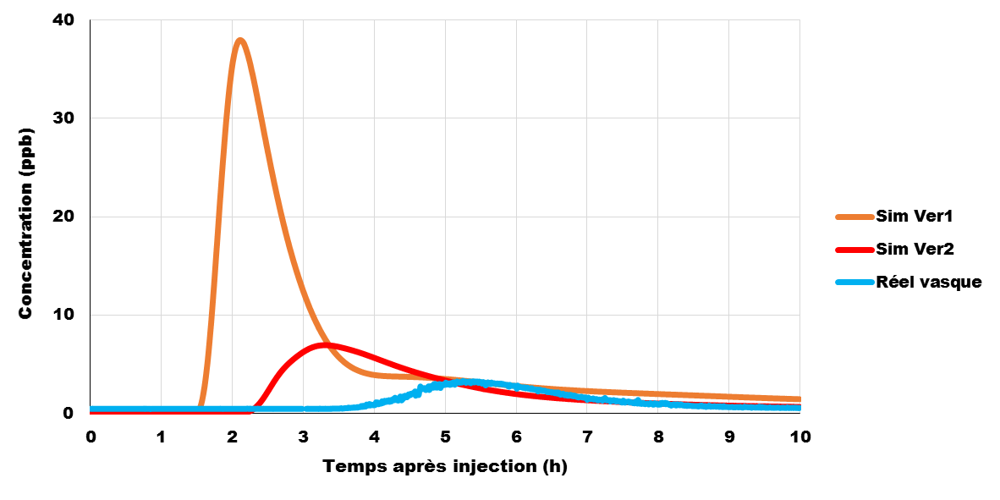 40
30
20
10
0
Concentration (ppb)
0 1 2 3 4 5 6 7 8 9 10
Temps après injection (h)
Sim Ver1
Sim Ver2
Réel vasque